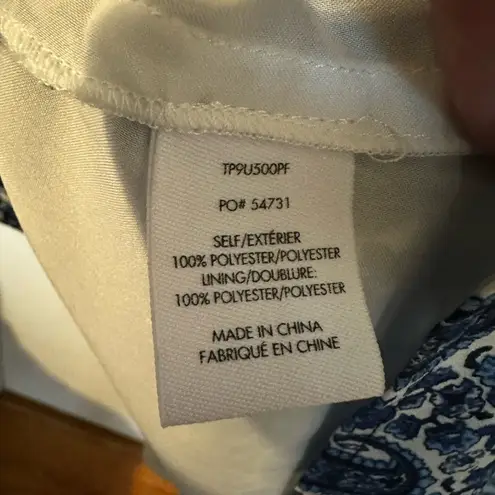 TP9U500PF
PO# 54731
SELF/EXTÉRIER
100% POLYESTER/POLYESTER
LINING/DOUBLURE:
100% POLYESTER/POLYESTER
MADE IN CHINA
FABRIQUÉ EN CHINE